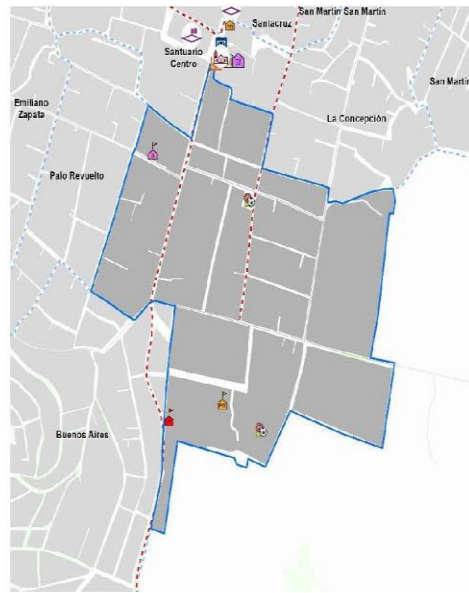 San Martín San Martín
Santacruz
Santuario
Centro
San Martín
Emiliano
Zapata
La Concepción
Palo Revuelto
Buenos Aires